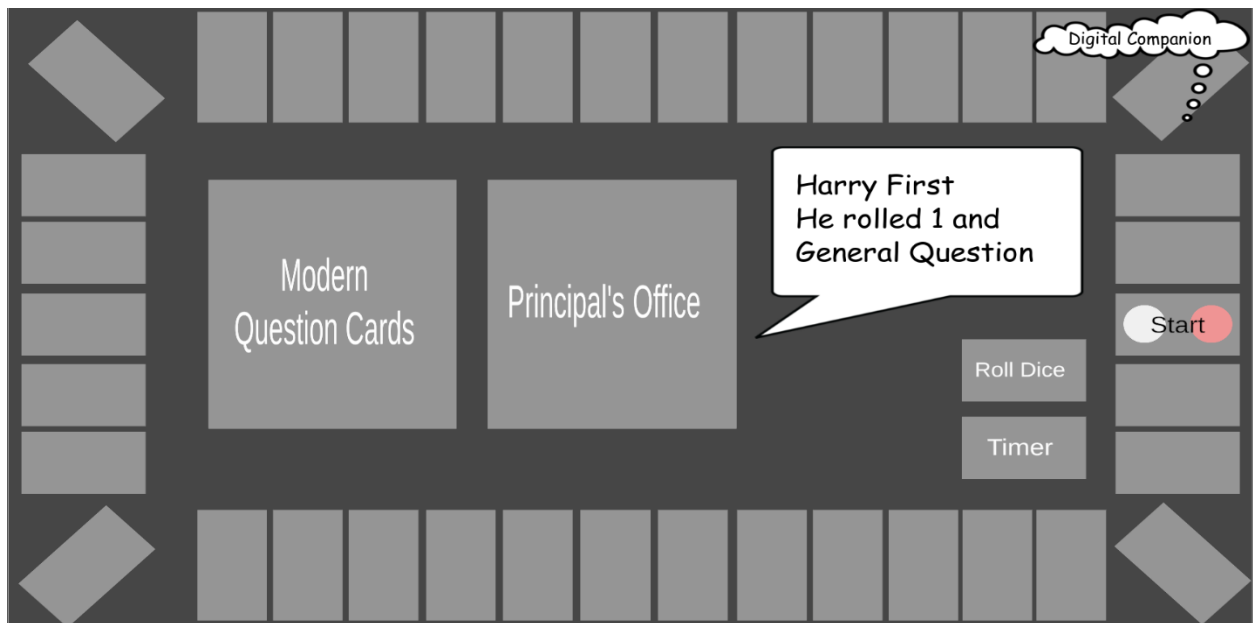 Digital Companion
Harry First
He rolled 1 and
General Question
Modern
Question Cards
Principal's Office
Start
Roll Dice
Timer